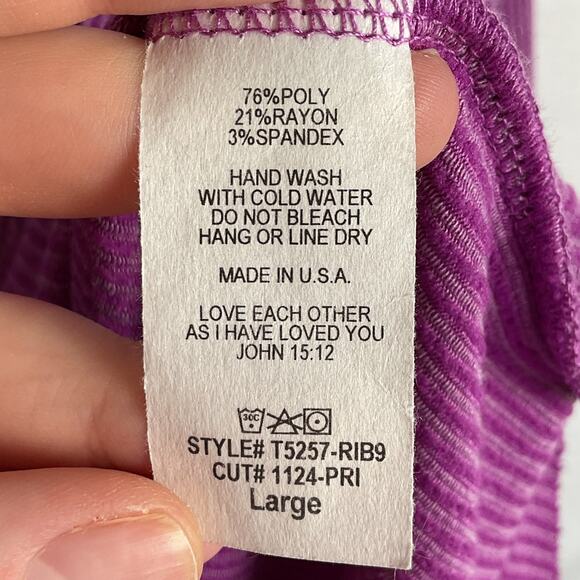 76%POLY
21%RAYON
3%SPANDEX
HAND WASH
WITH COLD WATER
DO NOT BLEACH
HANG OR LINE DRY
MADE IN U.S.A.
LOVE EACH OTHER
AS I HAVE LOVED YOU
JOHN 15:12
30C
STYLE# T5257-RIB9
CUT# 1124-PRI
Large